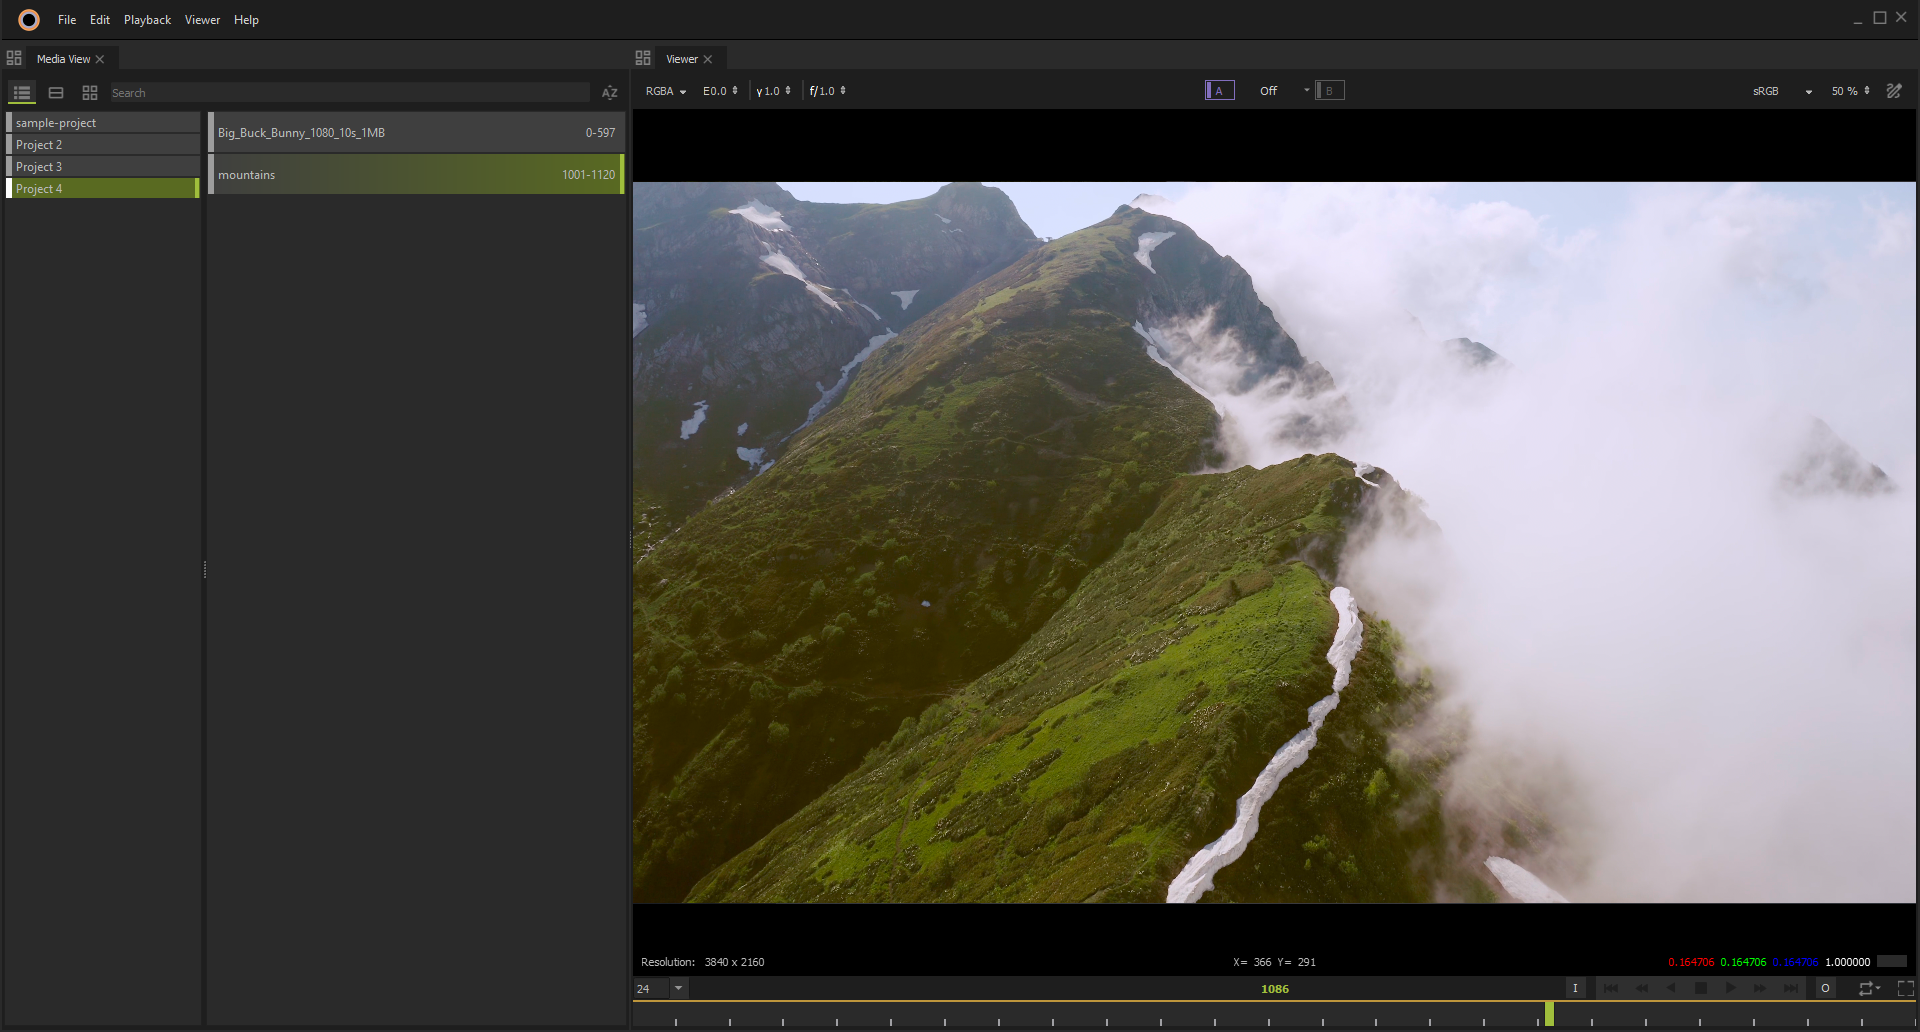 File Edit Playback Viewer Help
Media View
Viewer
Search
AZ
RGBA E0.0 γ 1.0 f/1.0 A Off B sRGB 50 %
sample-project
Project 2
Project 3
Project 4
Big_Buck_Bunny_1080_10s_1MB 0-597
mountains 1001-1120
Resolution: 3840 x 2160 X= 366 Y= 291 0.164706 0.164706 0.164706 1.000000
24 1086 I O